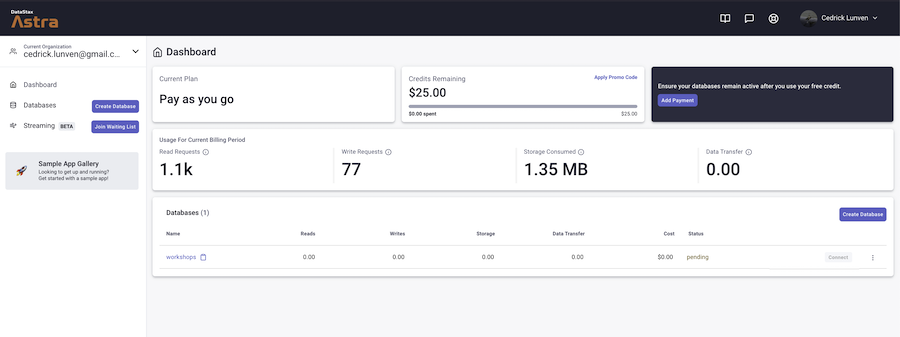 DataStax
Astra
Cedrick Lunven
Current Organization
cedrick.lunven@gmail.c...
Dashboard
Databases
Create Database
Streaming BETA
Join Waiting List
Sample App Gallery
Looking to get up and running?
Get started with a sample app!
Dashboard
Current Plan
Pay as you go
Credits Remaining
Apply Promo Code
$25.00
$0.00 spent
$25.00
Ensure your databases remain active after you use your free credit.
Add Payment
Usage For Current Billing Period
Read Requests
Write Requests
Storage Consumed
Data Transfer
1.1k
77
1.35 MB
0.00
Databases (1)
Create Database
Name Reads Writes Storage Data Transfer Cost Status
workshops 0.00 0.00 0.00 0.00 $0.00 pending Connect